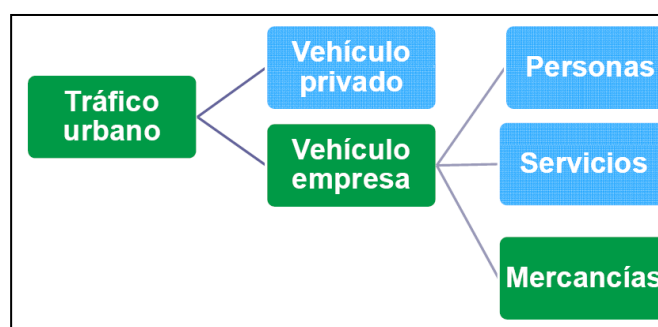 Tráfico
urbano
Vehículo
privado
Vehículo
empresa
Personas
Servicios
Mercancías